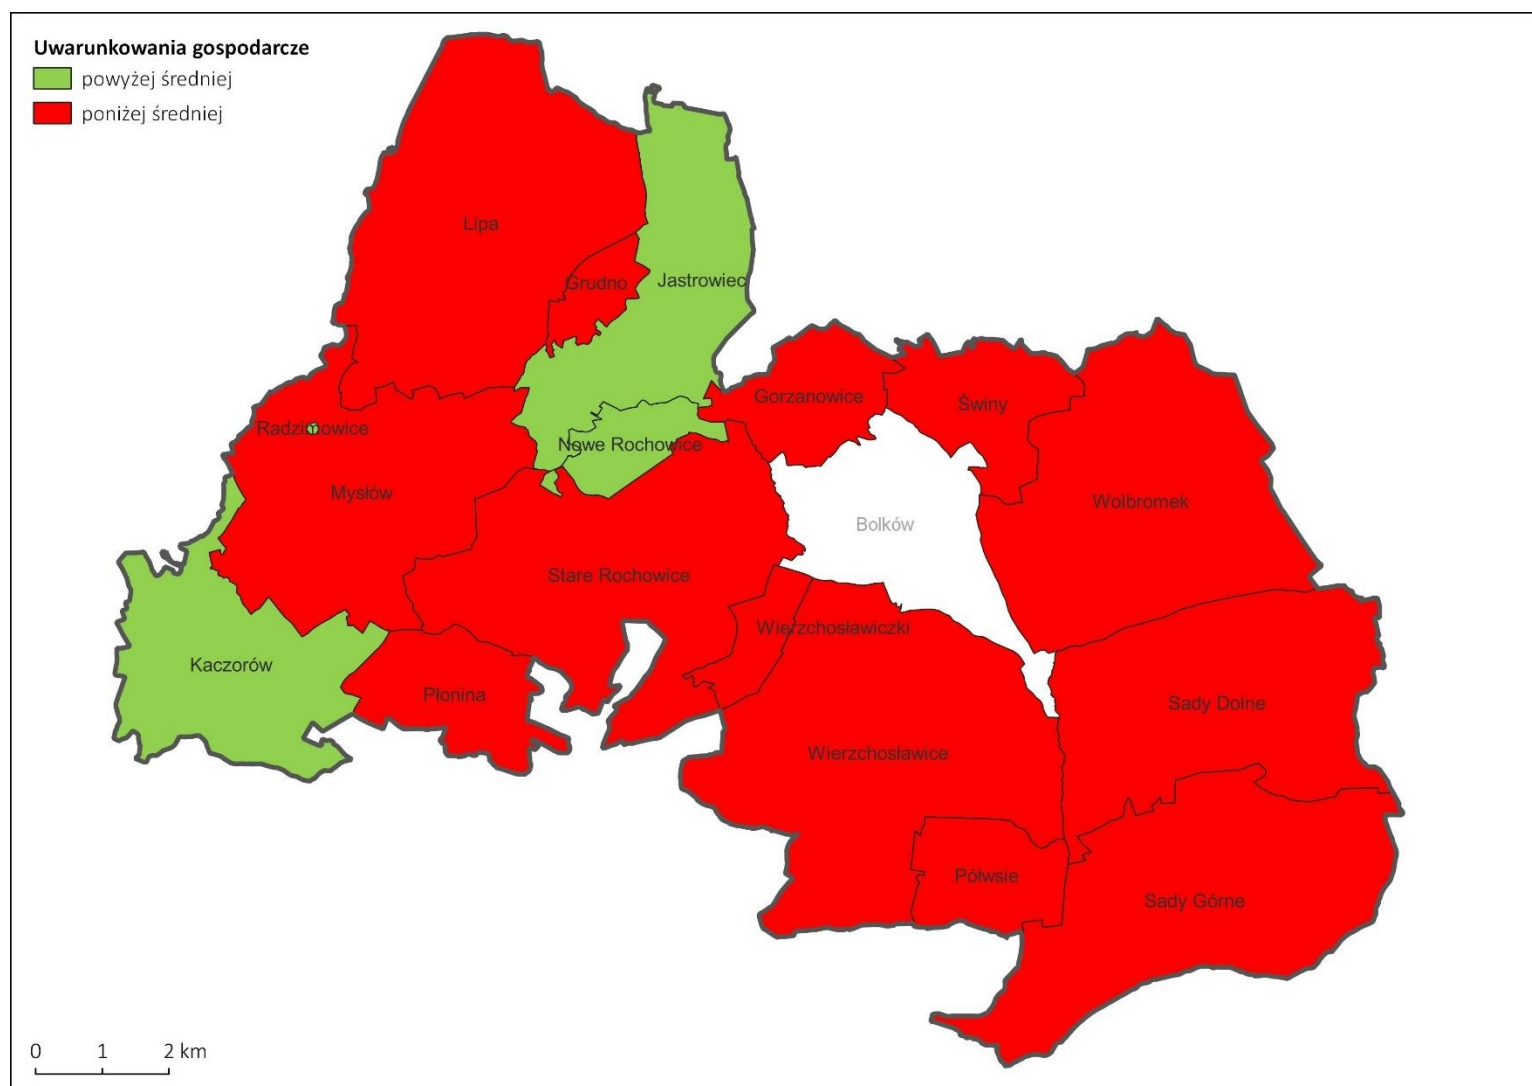 Uwarunkowania gospodarcze
powyżej średniej
poniżej średniej
Lipa
Grudno
Jastrowiec
Gorzanowice
Świny
Radzimowice
Nowe Rochowice
Mysłów
Wolbromek
Bolków
Stare Rochowice
Wierzchosławiczki
Kaczorów
Płonina
Sady Dolne
Wierzchosławice
Półwsie
Sady Górne
0 1 2 km